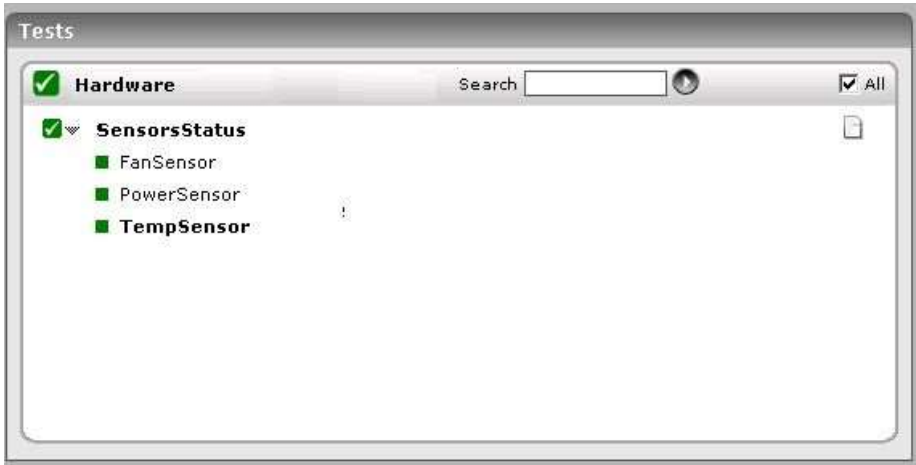 Tests
Hardware Search All
SensorsStatus
FanSensor
PowerSensor
!
TempSensor